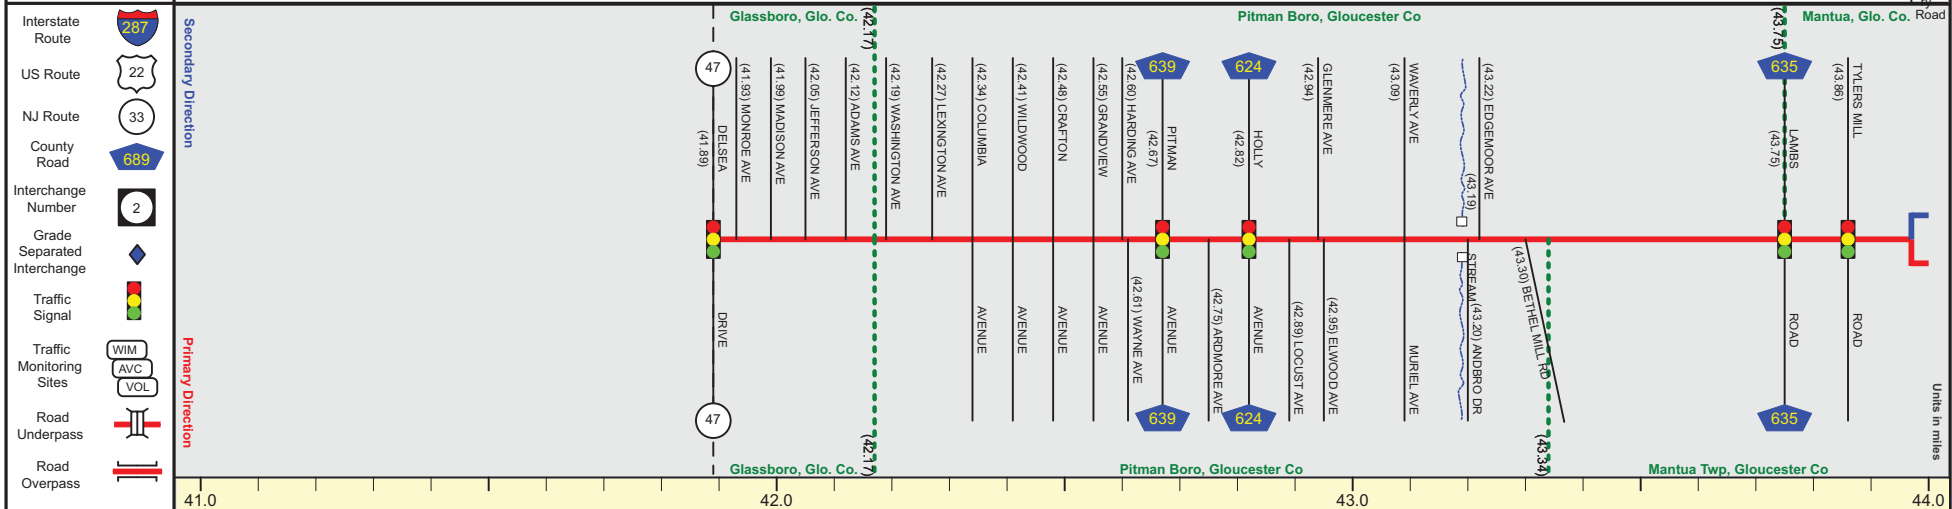 Interstate
Route
287
US Route
22
NJ Route
33
County
Road
689
Interchange
Number
2
Grade
Separated
Interchange
Traffic
Signal
Traffic
Monitoring
Sites
WIM
AVC
VOL
Road
Underpass
Road
Overpass
Secondary Direction
Primary Direction
Glassboro, Glo. Co.
(42.17)
Pitman Boro, Gloucester Co
(43.75)
Mantua, Glo. Co.
Road
47
DELSEA
(41.89)
(41.93) MONROE AVE
(41.99) MADISON AVE
(42.05) JEFFERSON AVE
(42.12) ADAMS AVE
(42.19) WASHINGTON AVE
(42.27) LEXINGTON AVE
(42.34) COLUMBIA
(42.41) WILDWOOD
(42.48) CRAFTON
(42.55) GRANDVIEW
(42.60) HARDING AVE
639
PITMAN
(42.67)
624
HOLLY
(42.82)
GLENMERE AVE
(42.94)
WAVERLY AVE
(43.09)
(43.19)
(43.22) EDGEMOOR AVE
635
LAMBS
(43.75)
TYLERS MILL
(43.86)
DRIVE
47
AVENUE
AVENUE
AVENUE
AVENUE
(42.61) WAYNE AVE
AVENUE
639
(42.75) ARDMORE AVE
AVENUE
624
(42.89) LOCUST AVE
(42.95) ELWOOD AVE
MURIEL AVE
STREAM
(43.20) ANDBRO DR
(43.30) BETHEL MILL RD
ROAD
635
ROAD
Units in miles
Glassboro, Glo. Co.
(42.17)
Pitman Boro, Gloucester Co
(43.34)
Mantua Twp, Gloucester Co
41.0
42.0
43.0
44.0